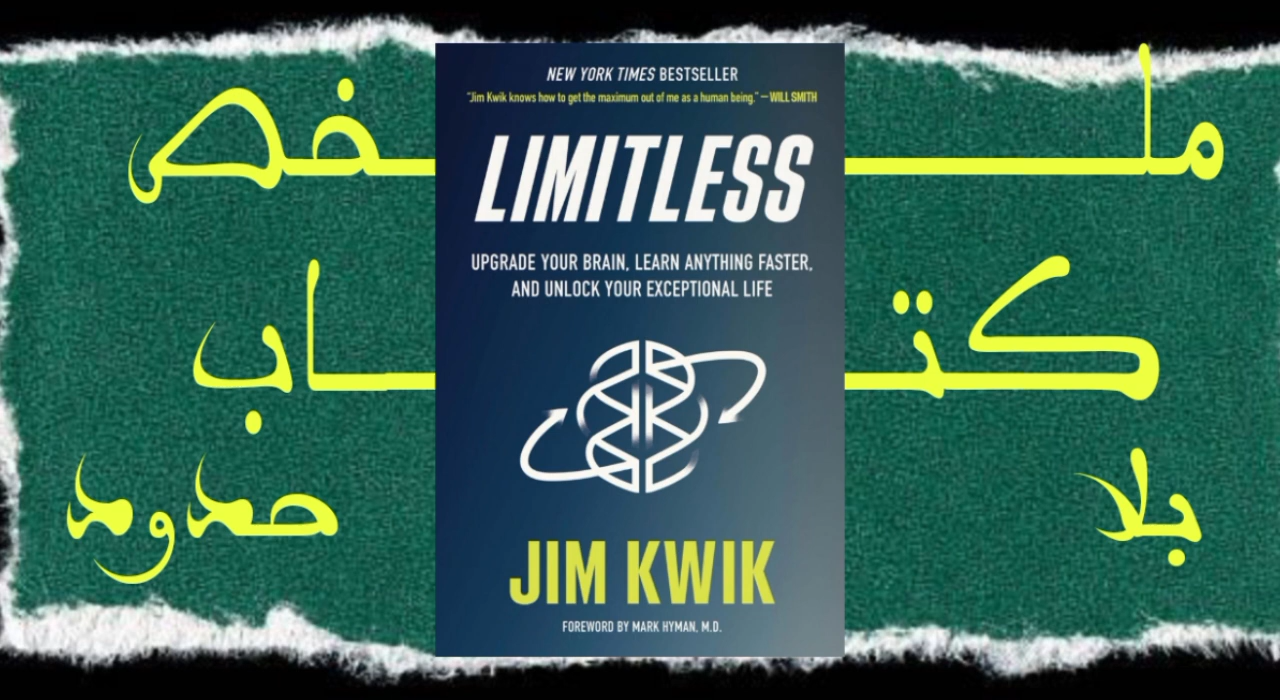 ملخص
كتاب
بلا حدود
NEW YORK TIMES BESTSELLER
“Jim Kwik knows how to get the maximum out of me as a human being.” —WILL SMITH
LIMITLESS
UPGRADE YOUR BRAIN, LEARN ANYTHING FASTER,
AND UNLOCK YOUR EXCEPTIONAL LIFE
JIM KWIK
FOREWORD BY MARK HYMAN, M.D.